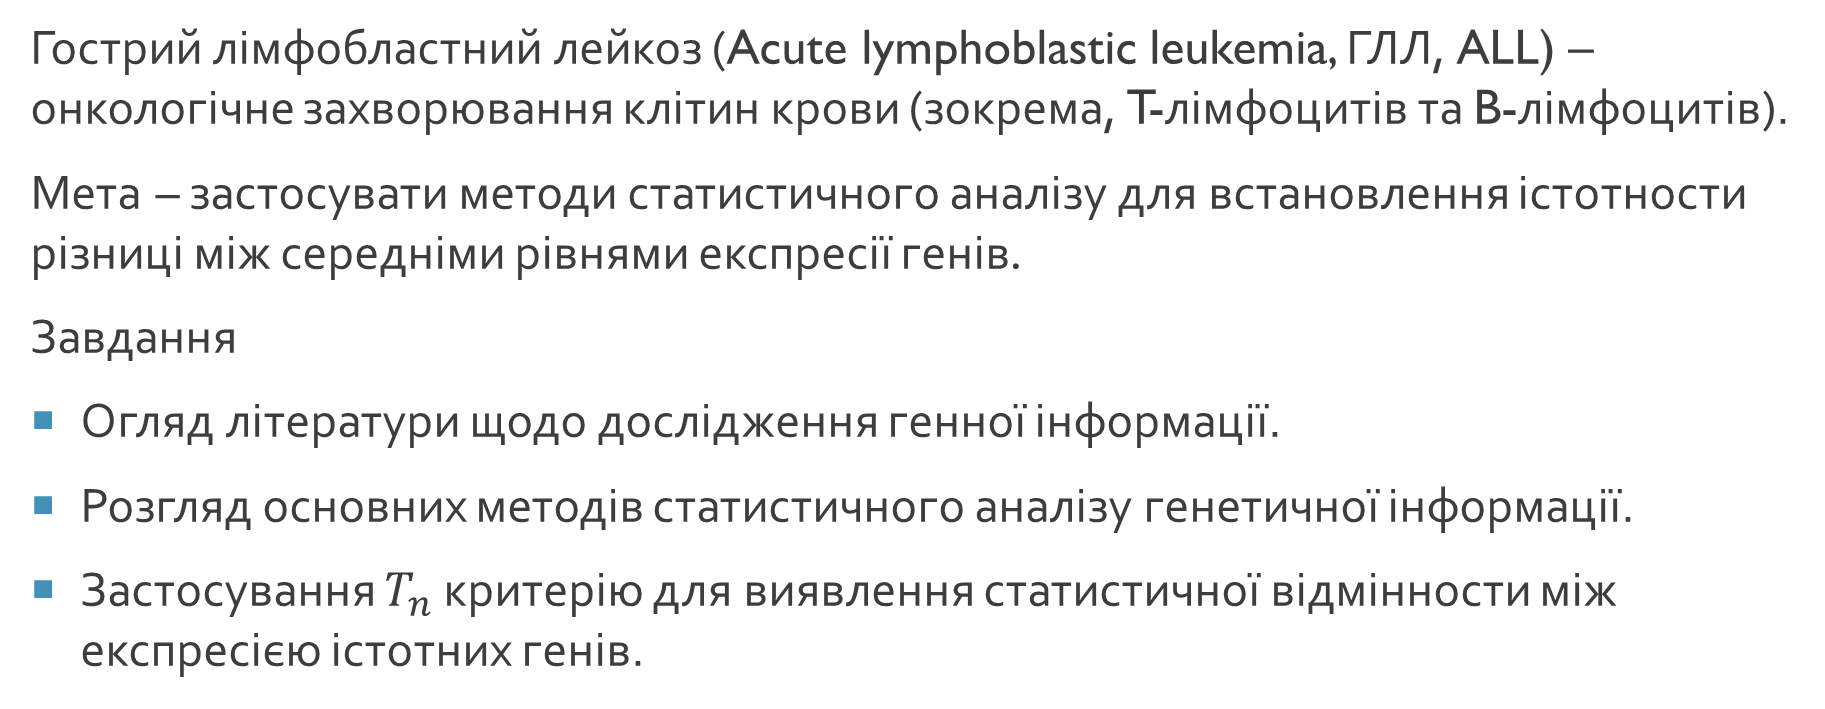 Гострий лімфобластний лейкоз (Acute lymphoblastic leukemia, ГЛЛ, ALL) –
онкологічне захворювання клітин крови (зокрема, Т-лімфоцитів та В-лімфоцитів).
Мета – застосувати методи статистичного аналізу для встановлення істотности
різниці між середніми рівнями експресії генів.
Завдання
▪ Огляд літератури щодо дослідження генної інформації.
▪ Розгляд основних методів статистичного аналізу генетичної інформації.
▪ Застосування Tₙ критерію для виявлення статистичної відмінности між
експресією істотних генів.